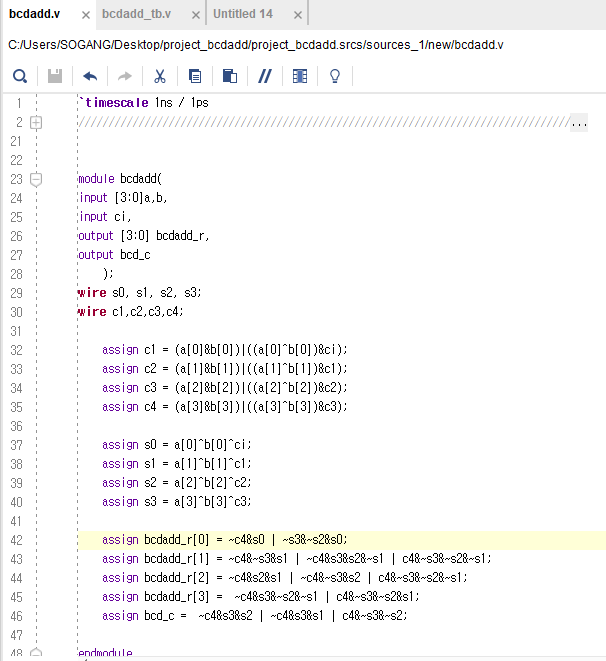 bcdadd.v × bcdadd_tb.v × Untitled 14 ×
C:/Users/SOGANG/Desktop/project_bcdadd/project_bcdadd.srcs/sources_1/new/bcdadd.v
1 `timescale 1ns / 1ps
2 //////////////////////////////////////////////////////////////////////////////////...
21
22
23 module bcdadd(
24 input [3:0]a,b,
25 input ci,
26 output [3:0] bcdadd_r,
27 output bcd_c
28 );
29 wire s0, s1, s2, s3;
30 wire c1,c2,c3,c4;
31
32 assign c1 = (a[0]&b[0])|((a[0]^b[0])&ci);
33 assign c2 = (a[1]&b[1])|((a[1]^b[1])&c1);
34 assign c3 = (a[2]&b[2])|((a[2]^b[2])&c2);
35 assign c4 = (a[3]&b[3])|((a[3]^b[3])&c3);
36
37 assign s0 = a[0]^b[0]^ci;
38 assign s1 = a[1]^b[1]^c1;
39 assign s2 = a[2]^b[2]^c2;
40 assign s3 = a[3]^b[3]^c3;
41
42 assign bcdadd_r[0] = ~c4&s0 | ~s3&~s2&s0;
43 assign bcdadd_r[1] = ~c4&~s3&s1 | ~c4&s3&s2&~s1 | c4&~s3&~s2&~s1;
44 assign bcdadd_r[2] = ~c4&s2&s1 | ~c4&~s3&s2 | c4&~s3&~s2&~s1;
45 assign bcdadd_r[3] = ~c4&s3&~s2&~s1 | c4&~s3&~s2&s1;
46 assign bcd_c = ~c4&s3&s2 | ~c4&s3&s1 | c4&~s3&~s2;
47
48 endmodule